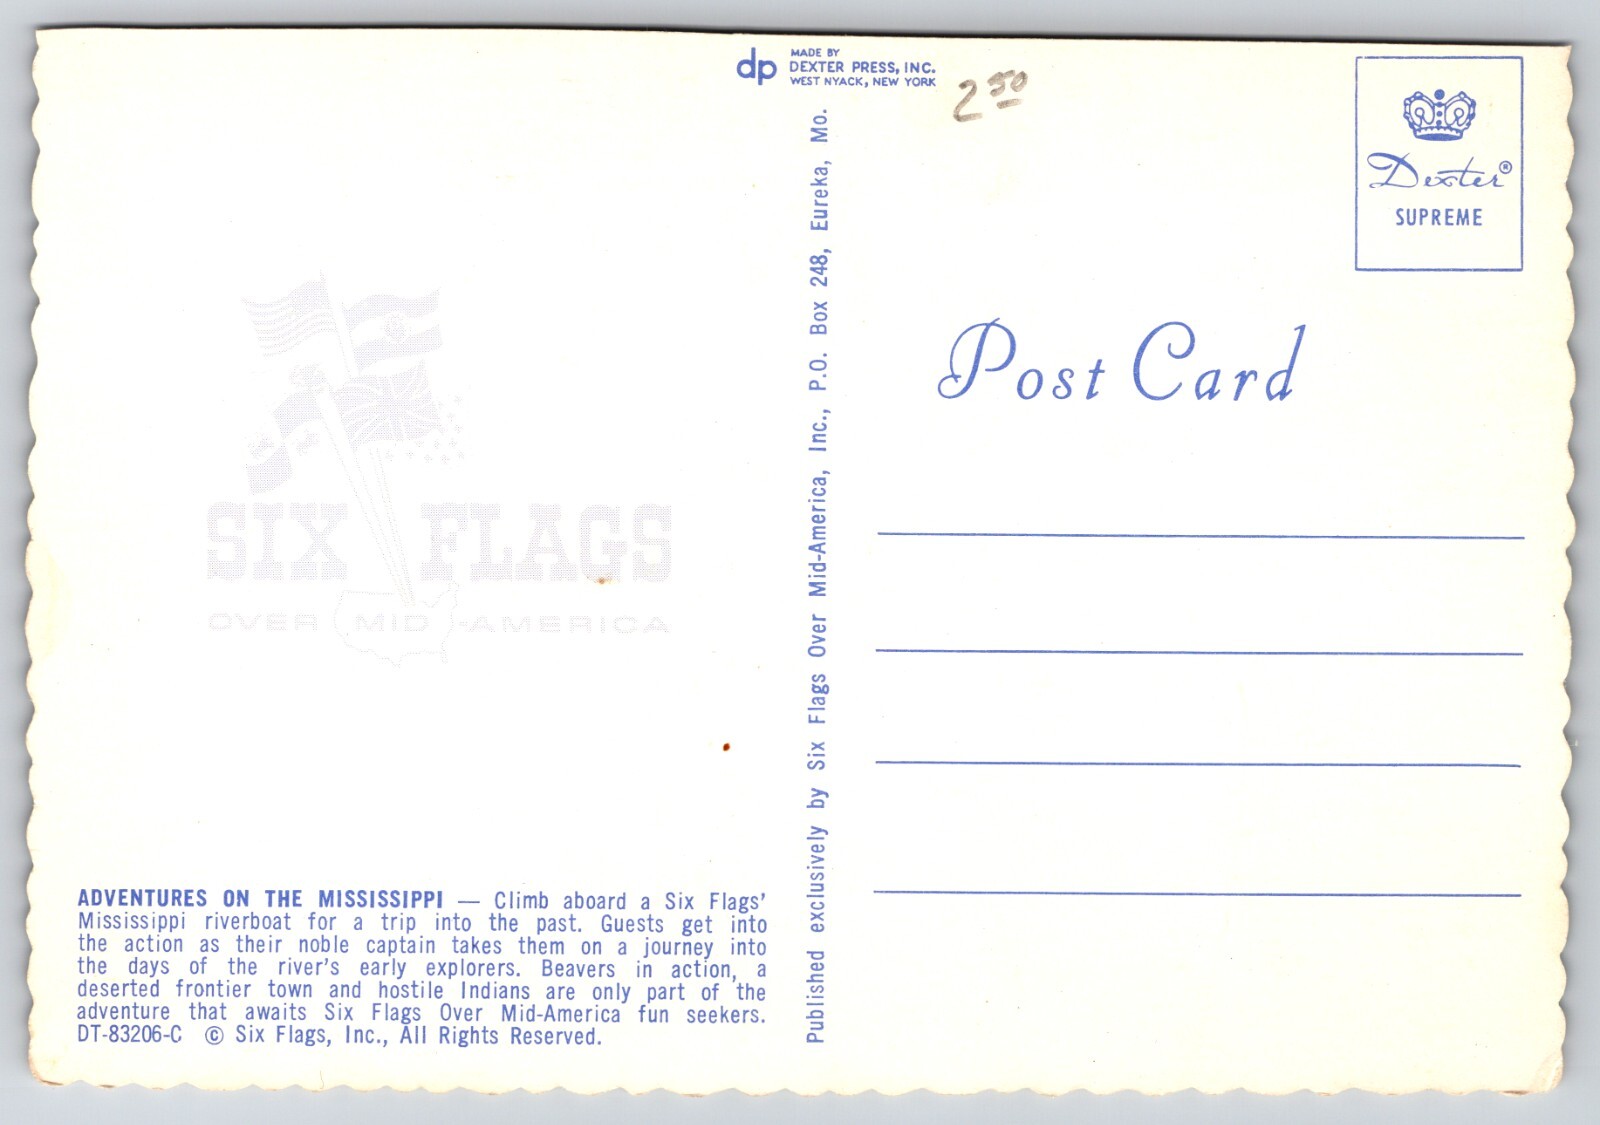 dp
MADE BY
DEXTER PRESS, INC.
WEST NYACK, NEW YORK
2 50
Dexter®
SUPREME
Post Card
SIX FLAGS
OVER MID-AMERICA
Published exclusively by Six Flags Over Mid-America, Inc., P.O. Box 248, Eureka, Mo.
ADVENTURES ON THE MISSISSIPPI — Climb aboard a Six Flags'
Mississippi riverboat for a trip into the past. Guests get into
the action as their noble captain takes them on a journey into
the days of the river's early explorers. Beavers in action, a
deserted frontier town and hostile Indians are only part of the
adventure that awaits Six Flags Over Mid-America fun seekers.
DT-83206-C © Six Flags, Inc., All Rights Reserved.